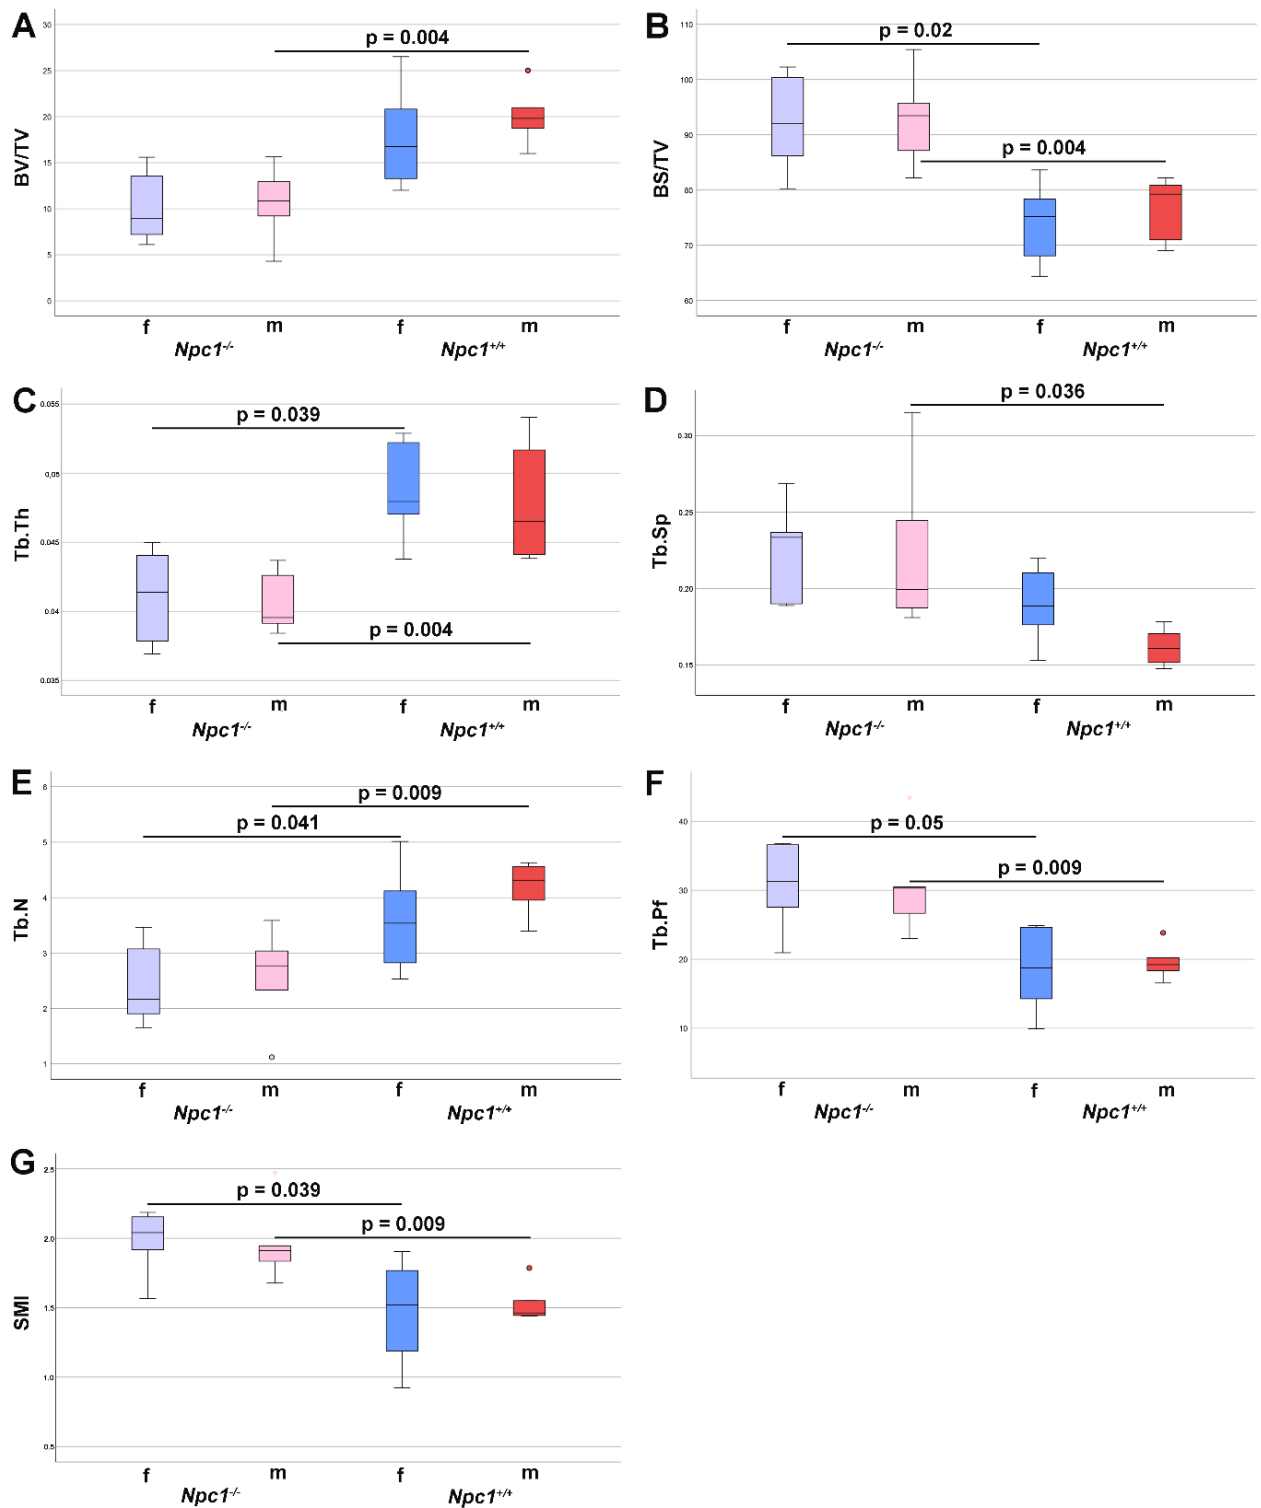 A
BV/TV
30
25
20
15
10
5
0
p = 0.004
f m f m
Npc1-/- Npc1+/+
B
BS/TV
110
100
90
80
70
60
p = 0.02
p = 0.004
f m f m
Npc1-/- Npc1+/+
C
Tb.Th
0.055
0,05
0.045
0.04
0.035
p = 0.039
p = 0.004
f m f m
Npc1-/- Npc1+/+
D
Tb.Sp
0.30
0.25
0.20
0.15
p = 0.036
f m f m
Npc1-/- Npc1+/+
E
Tb.N
6
5
4
3
2
1
p = 0.009
p = 0.041
f m f m
Npc1-/- Npc1+/+
F
Tb.Pf
40
30
20
10
p = 0.05
p = 0.009
f m f m
Npc1-/- Npc1+/+
G
SMI
2.5
2.0
1.5
1.0
0.5
p = 0.039
p = 0.009
f m f m
Npc1-/- Npc1+/+